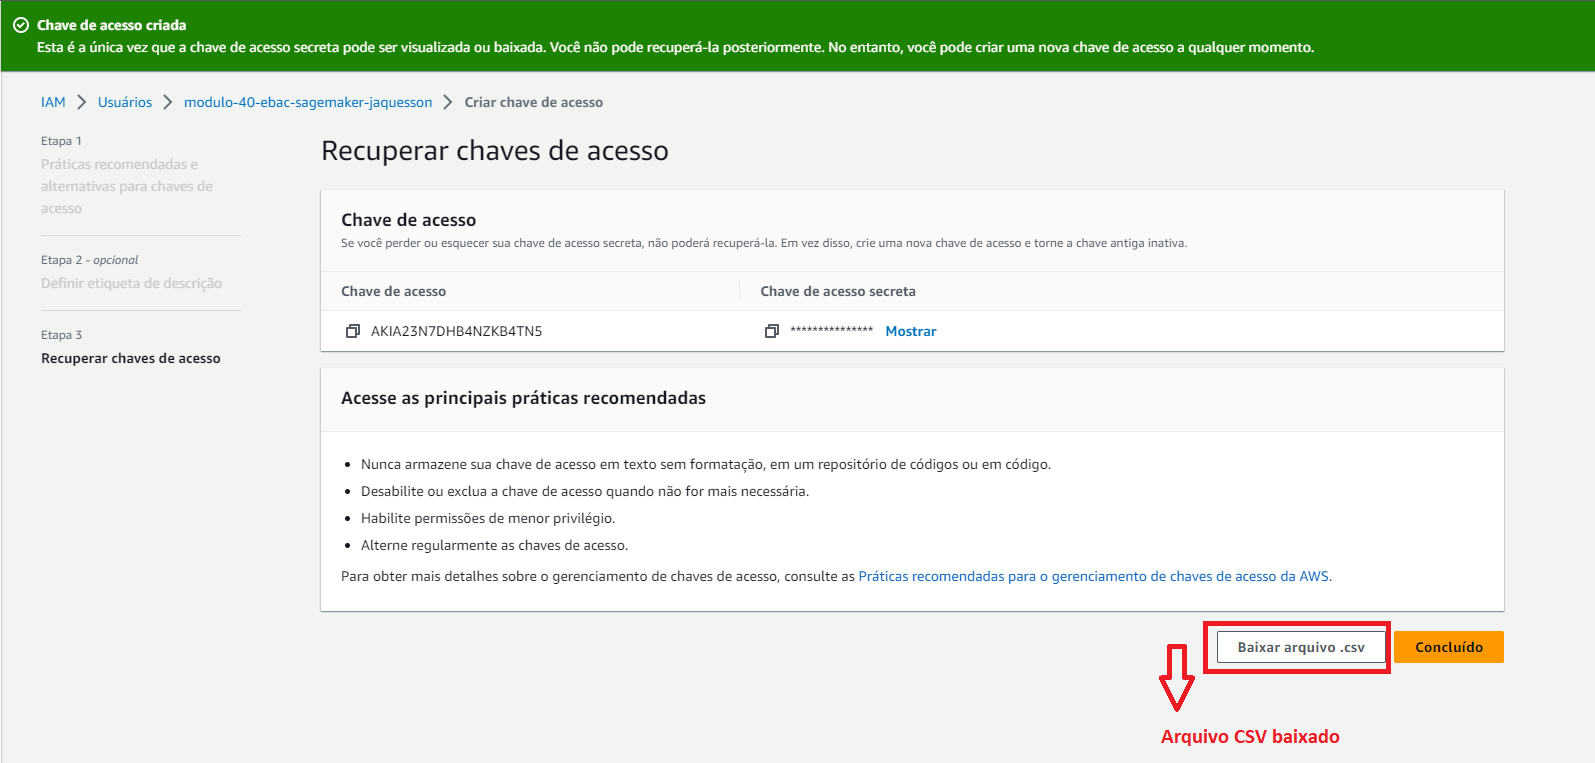 Chave de acesso criada
Esta é a única vez que a chave de acesso secreta pode ser visualizada ou baixada. Você não pode recuperá-la posteriormente. No entanto, você pode criar uma nova chave de acesso a qualquer momento.
IAM > Usuários > modulo-40-ebac-sagemaker-jaquesson > Criar chave de acesso
Etapa 1
Práticas recomendadas e
alternativas para chaves de
acesso
Etapa 2 - opcional
Definir etiqueta de descrição
Etapa 3
Recuperar chaves de acesso
Recuperar chaves de acesso
Chave de acesso
Se você perder ou esquecer sua chave de acesso secreta, não poderá recuperá-la. Em vez disso, crie uma nova chave de acesso e torne a chave antiga inativa.
Chave de acesso Chave de acesso secreta
AKIA23N7DHB4NZKB4TN5 *************** Mostrar
Acesse as principais práticas recomendadas
• Nunca armazene sua chave de acesso em texto sem formatação, em um repositório de códigos ou em código.
• Desabilite ou exclua a chave de acesso quando não for mais necessária.
• Habilite permissões de menor privilégio.
• Alterne regularmente as chaves de acesso.
Para obter mais detalhes sobre o gerenciamento de chaves de acesso, consulte as Práticas recomendadas para o gerenciamento de chaves de acesso da AWS.
Baixar arquivo .csv Concluído
Arquivo CSV baixado